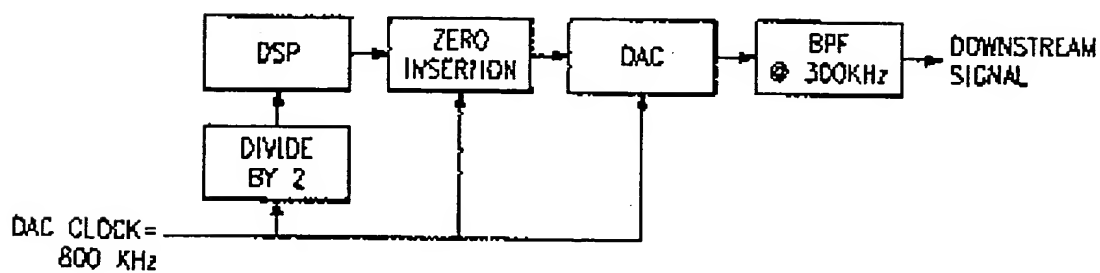 DSP
ZERO
INSERTION
DAC
BPF
@ 300KHz
DOWNSTREAM
SIGNAL
DIVIDE
BY 2
DAC CLOCK=
800 KHz